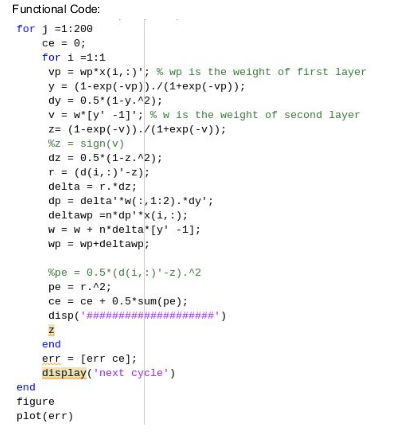 Functional Code:
for j =1:200
ce = 0;
for i =1:1
vp = wp*x(i,:)'; % wp is the weight of first layer
y = (1-exp(-vp))./(1+exp(-vp));
dy = 0.5*(1-y.^2);
v = w*[y' -1]'; % w is the weight of second layer
z= (1-exp(-v))./(1+exp(-v));
%z = sign(v)
dz = 0.5*(1-z.^2);
r = (d(i,:)'-z);
delta = r.*dz;
dp = delta'*w(:,1:2).*dy';
deltawp =n*dp'*x(i,:);
w = w + n*delta*[y' -1];
wp = wp+deltawp;
%pe = 0.5*(d(i,:)'-z).^2
pe = r.^2;
ce = ce + 0.5*sum(pe);
disp('####################')
z
end
err = [err ce];
display('next cycle')
end
figure
plot(err)